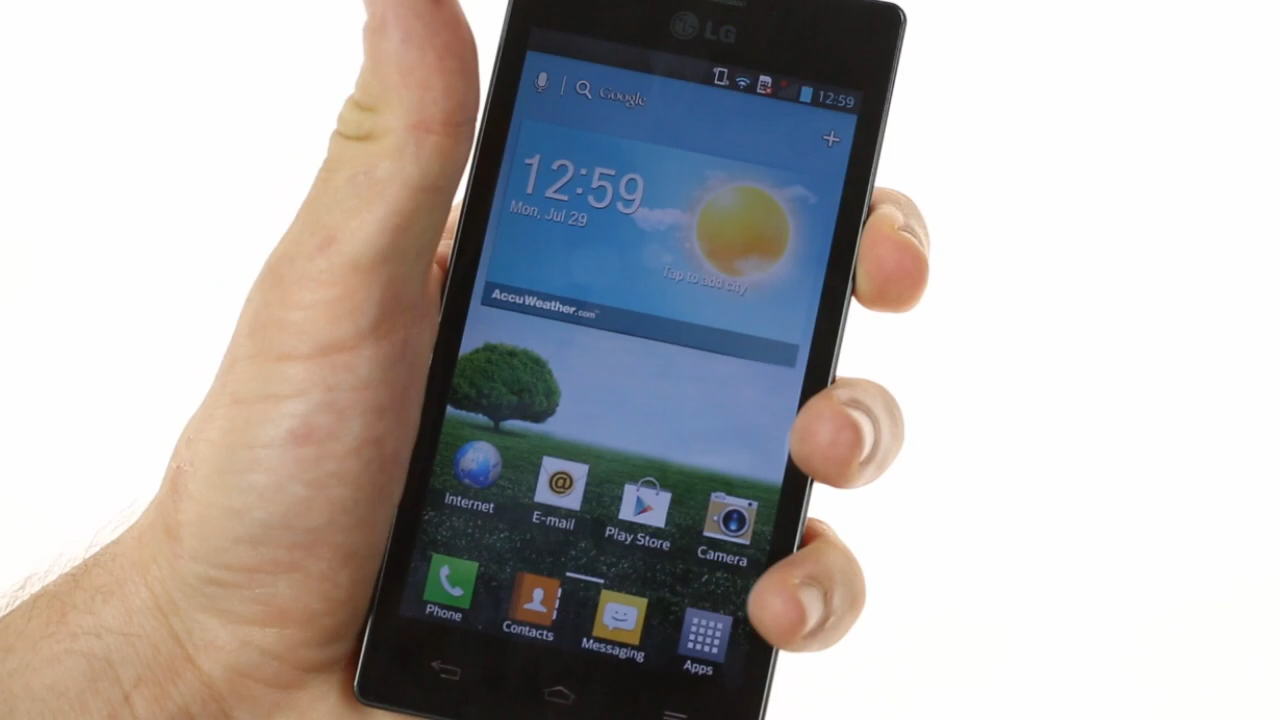 LG
Google
12:59
12:59
Mon, Jul 29
Tap to add city
AccuWeather.com™
Internet
E-mail
Play Store
Camera
Phone
Contacts
Messaging
Apps